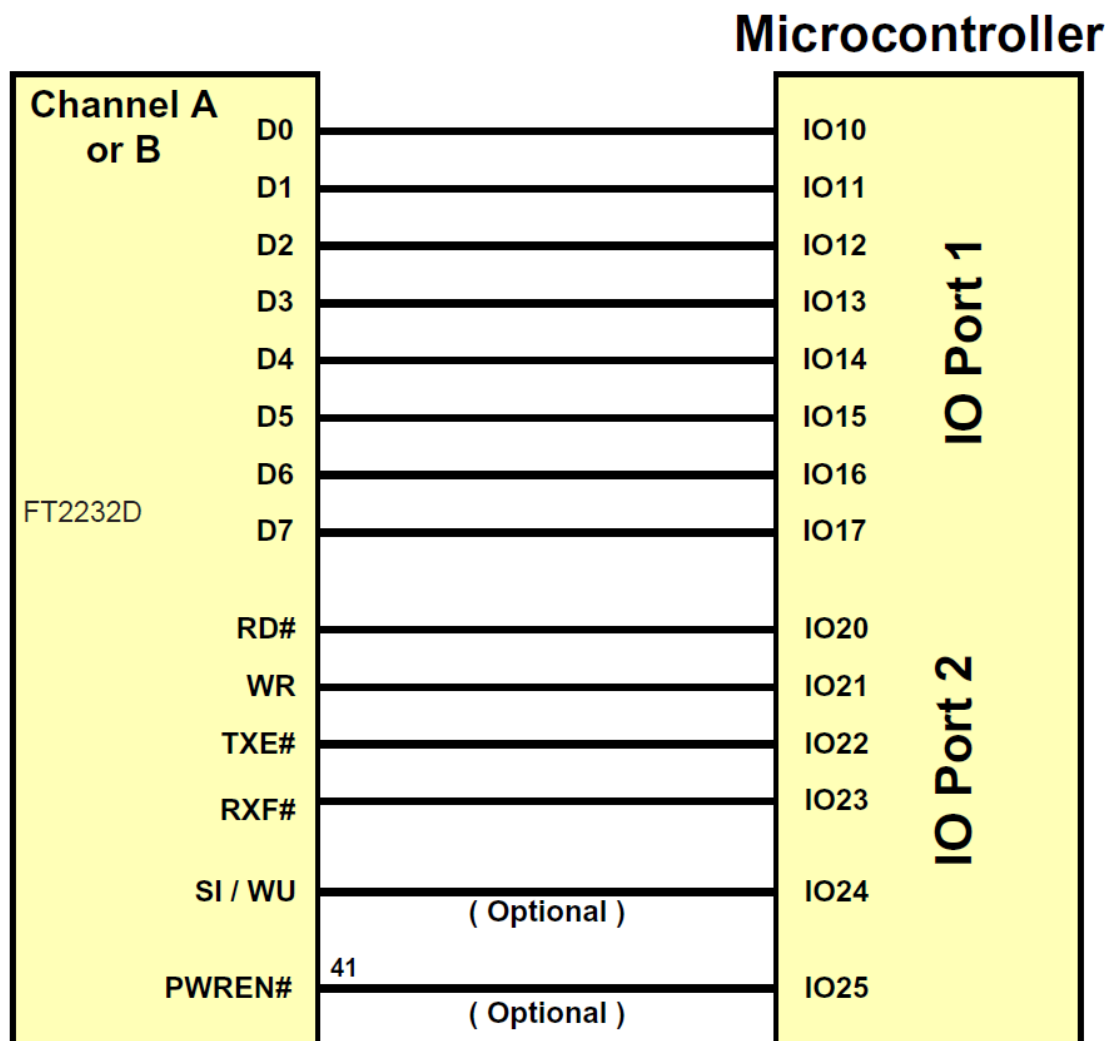 Microcontroller
Channel A
or B
D0
IO10
D1
IO11
D2
IO12
D3
IO13
D4
IO14
D5
IO15
D6
IO16
D7
IO17
IO Port 1
FT2232D
RD#
IO20
WR
IO21
TXE#
IO22
RXF#
IO23
IO Port 2
SI / WU
( Optional )
IO24
PWREN#
41
( Optional )
IO25